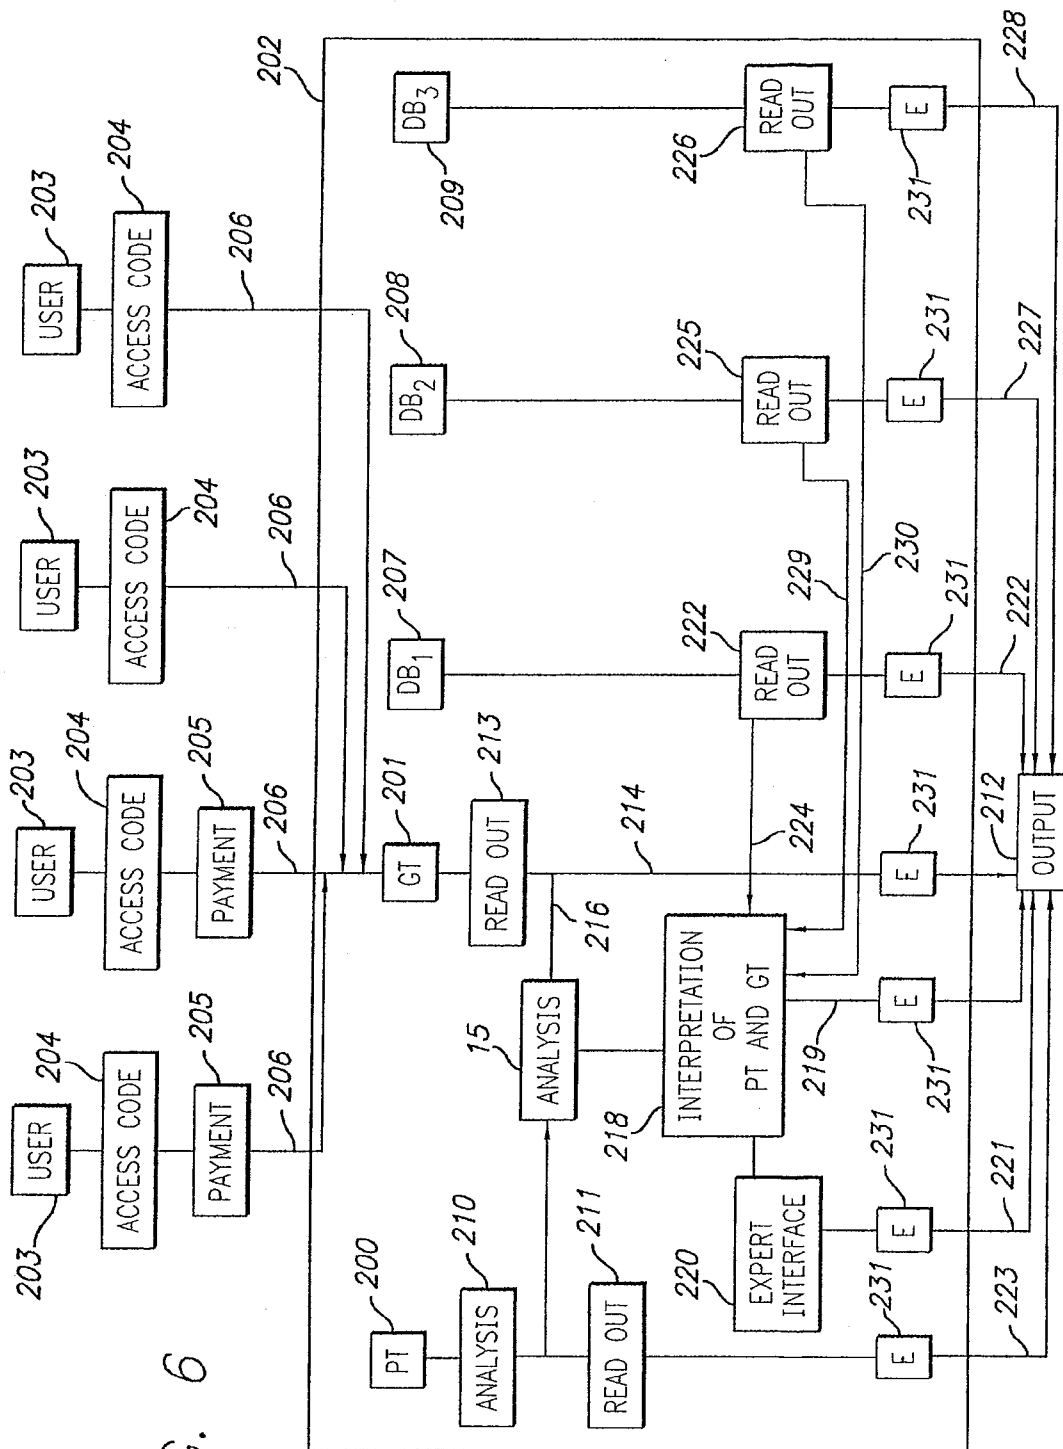 203
USER
203
USER
203
USER
203
USER
204
ACCESS CODE
204
ACCESS CODE
204
ACCESS CODE
204
ACCESS CODE
205
PAYMENT
205
PAYMENT
G. 6
206
206
206
206
202
200
PT
201
GT
207
DB1
208
DB2
209
DB3
210
ANALYSIS
213
READ OUT
216
15
ANALYSIS
214
211
READ OUT
218
INTERPRETATION
OF
PT AND GT
224
222
READ
OUT
225
READ
OUT
226
READ
OUT
220
EXPERT
INTERFACE
219
229
230
231
E
231
E
231
E
231
E
231
E
231
E
231
E
223
221
222
227
228
212
OUTPUT